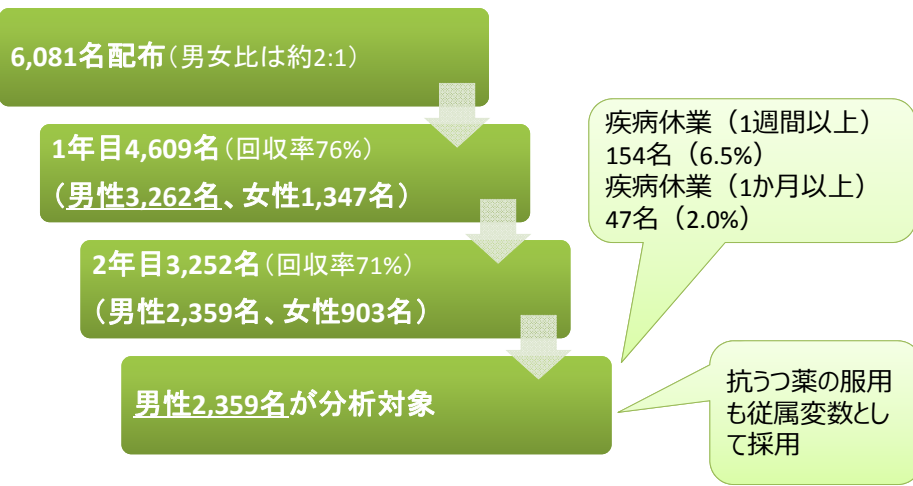 6,081名配布（男女比は約2:1）
1年目4,609名（回収率76%）
（男性3,262名、女性1,347名）
2年目3,252名（回収率71%）
（男性2,359名、女性903名）
男性2,359名が分析対象
疾病休業（1週間以上）
154名（6.5%）
疾病休業（1か月以上）
47名（2.0%）
抗うつ薬の服用
も従属変数とし
て採用